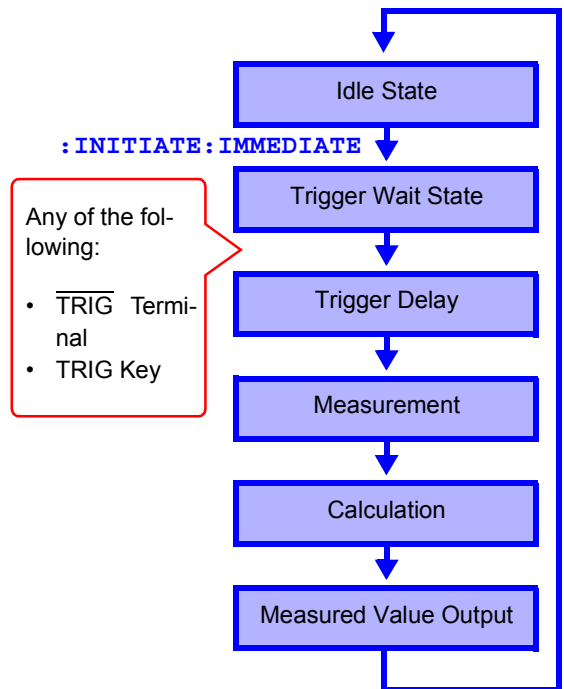 Idle State
:INITIATE:IMMEDIATE
Trigger Wait State
Any of the fol-
lowing:
• T̅R̅I̅G̅ Termi-
nal
• TRIG Key
Trigger Delay
Measurement
Calculation
Measured Value Output